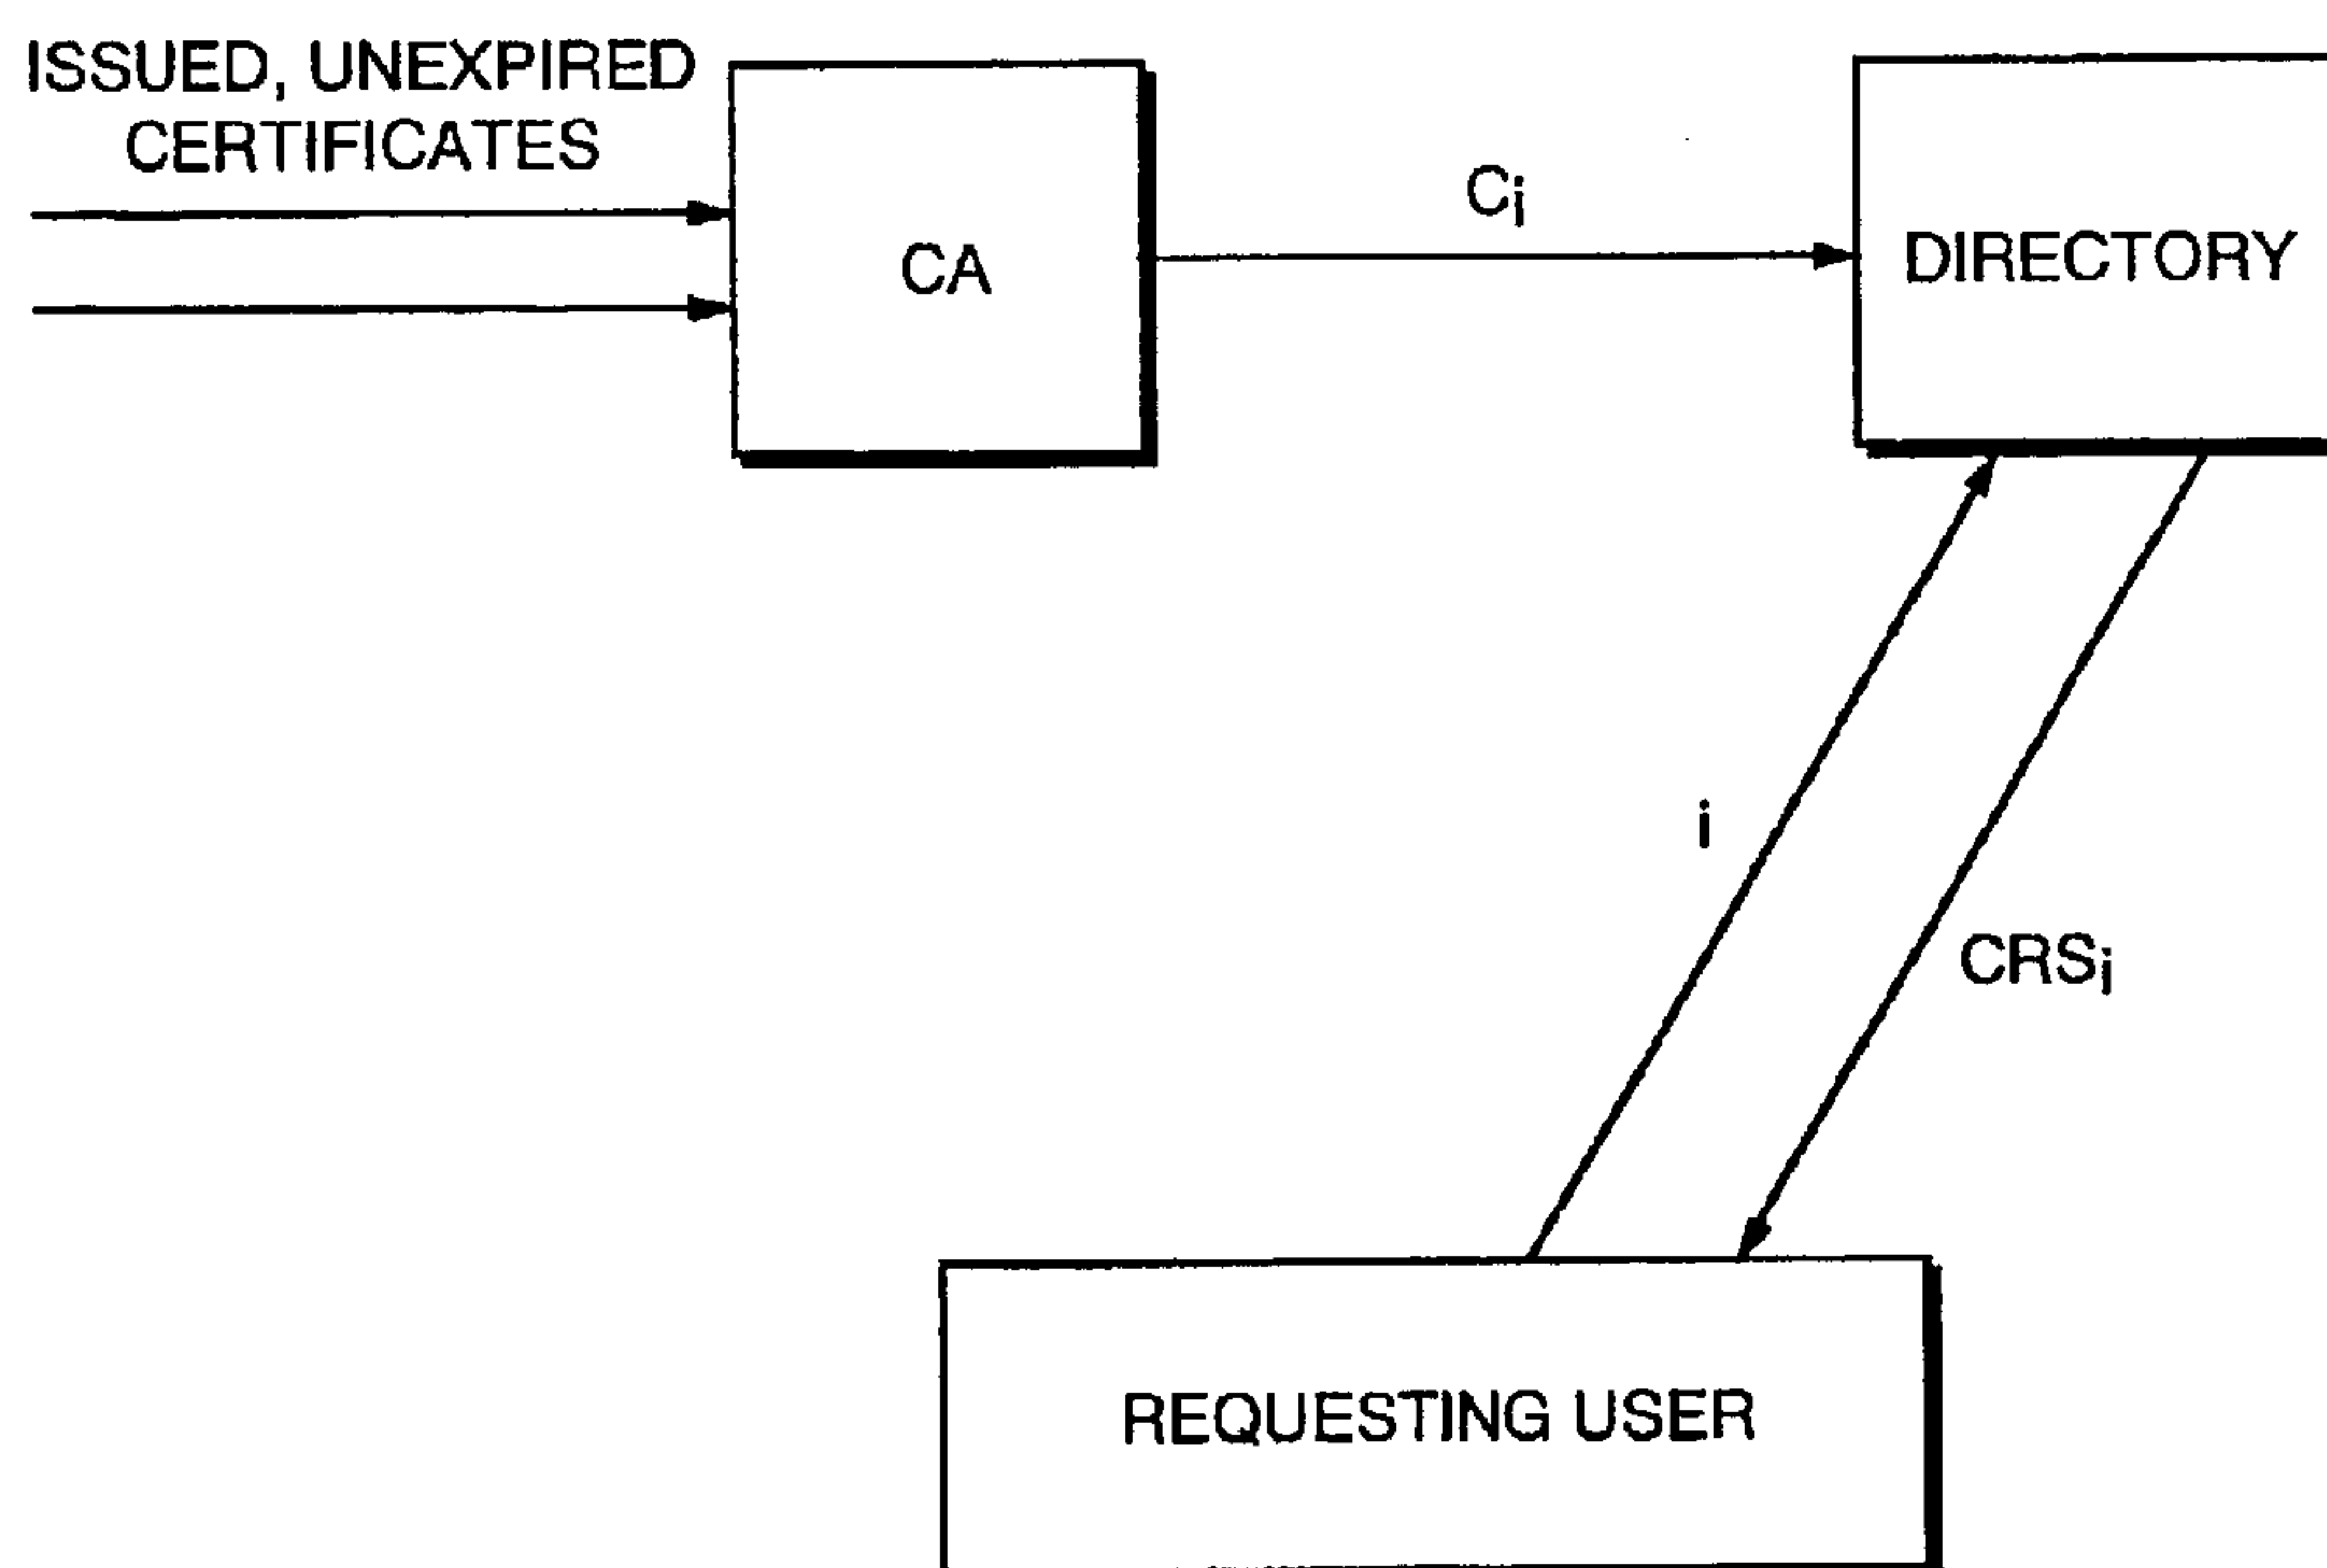 ISSUED, UNEXPIRED
CERTIFICATES
CA
Ci
DIRECTORY
i
CRSi
REQUESTING USER